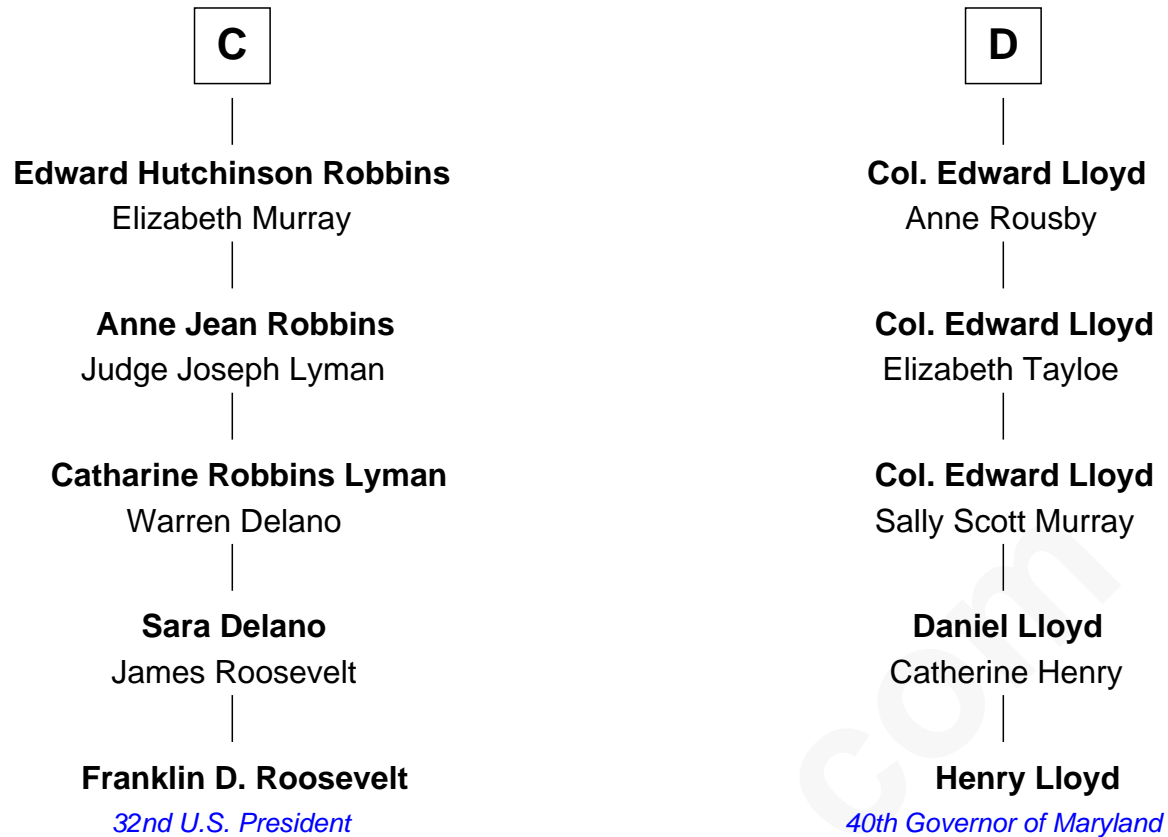 C
Edward Hutchinson Robbins
Elizabeth Murray
Anne Jean Robbins
Judge Joseph Lyman
Catharine Robbins Lyman
Warren Delano
Sara Delano
James Roosevelt
Franklin D. Roosevelt
32nd U.S. President
D
Col. Edward Lloyd
Anne Rousby
Col. Edward Lloyd
Elizabeth Tayloe
Col. Edward Lloyd
Sally Scott Murray
Daniel Lloyd
Catherine Henry
Henry Lloyd
40th Governor of Maryland
com